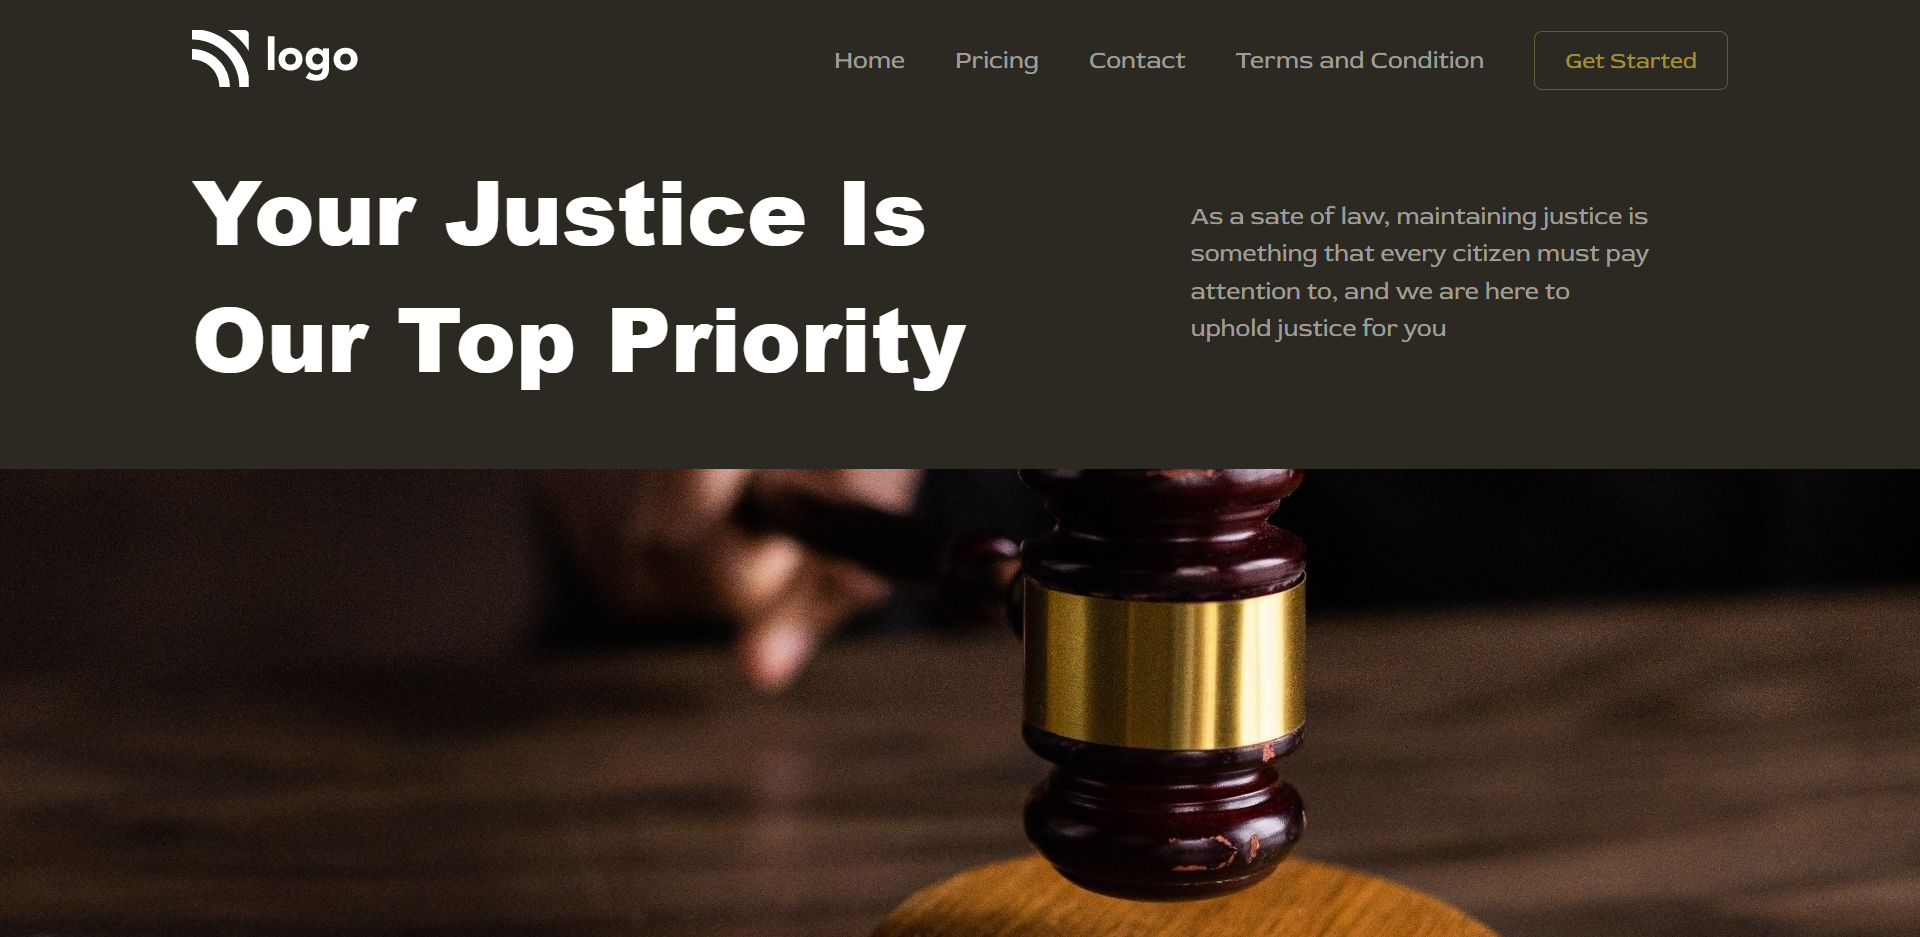 logo
Home
Pricing
Contact
Terms and Condition
Get Started
Your Justice Is
Our Top Priority
As a sate of law, maintaining justice is
something that every citizen must pay
attention to, and we are here to
uphold justice for you